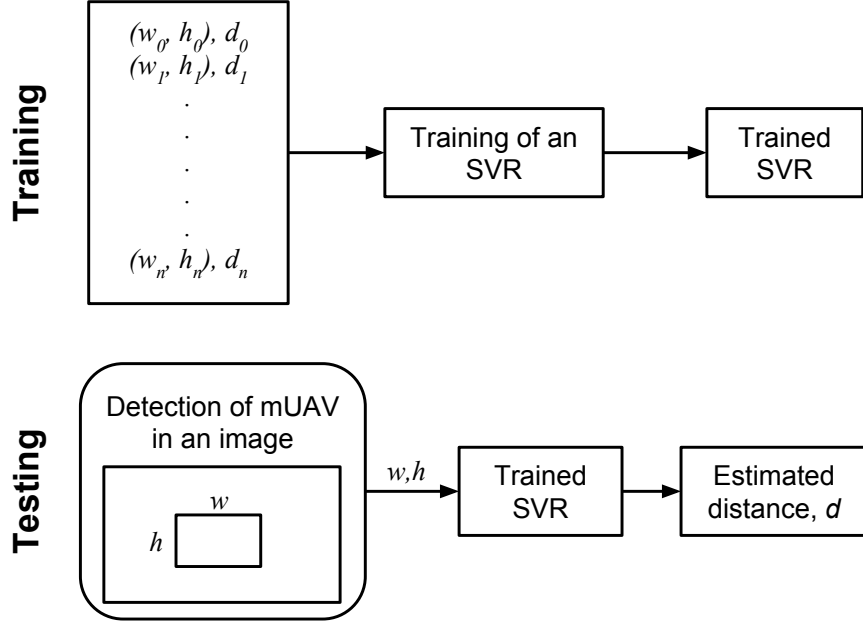 Training
(w0, h0), d0
(w1, h1), d1
.
.
.
.
.
(wn, hn), dn
Training of an
SVR
Trained
SVR
Testing
Detection of mUAV
in an image
w
h
w,h
Trained
SVR
Estimated
distance, d